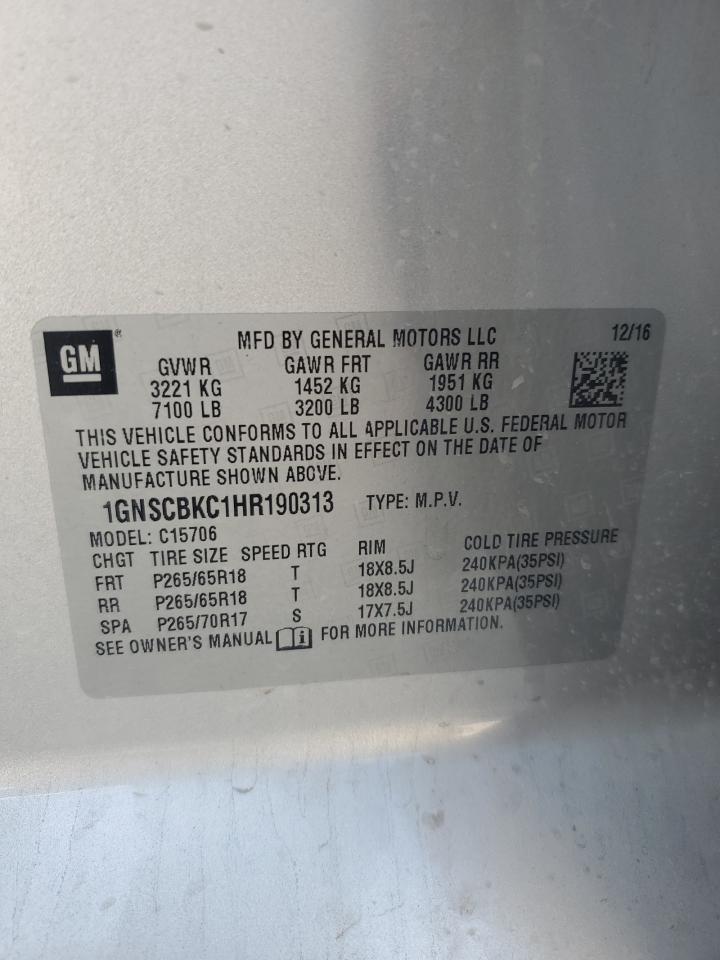 GM ®
MFD BY GENERAL MOTORS LLC 12/16
GVWR GAWR FRT GAWR RR
3221 KG 1452 KG 1951 KG
7100 LB 3200 LB 4300 LB
THIS VEHICLE CONFORMS TO ALL APPLICABLE U.S. FEDERAL MOTOR
VEHICLE SAFETY STANDARDS IN EFFECT ON THE DATE OF
MANUFACTURE SHOWN ABOVE.
1GNSCBKC1HR190313 TYPE: M.P.V.
MODEL: C15706
CHGT TIRE SIZE SPEED RTG RIM COLD TIRE PRESSURE
FRT P265/65R18 T 18X8.5J 240KPA(35PSI)
RR P265/65R18 T 18X8.5J 240KPA(35PSI)
SPA P265/70R17 S 17X7.5J 240KPA(35PSI)
SEE OWNER'S MANUAL i FOR MORE INFORMATION.